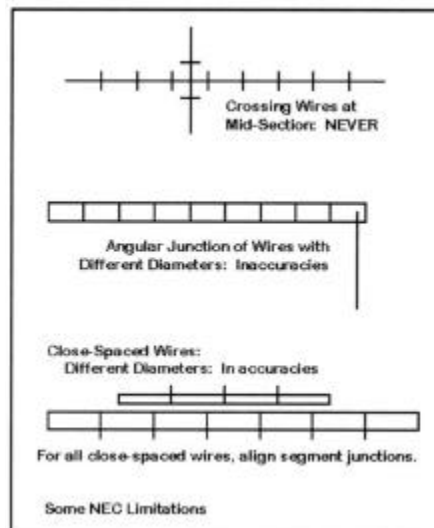 Crossing Wires at
Mid-Section: NEVER
Angular Junction of Wires with
Different Diameters: Inaccuracies
Close-Spaced Wires:
Different Diameters: In accuracies
For all close-spaced wires, align segment junctions.
Some NEC Limitations